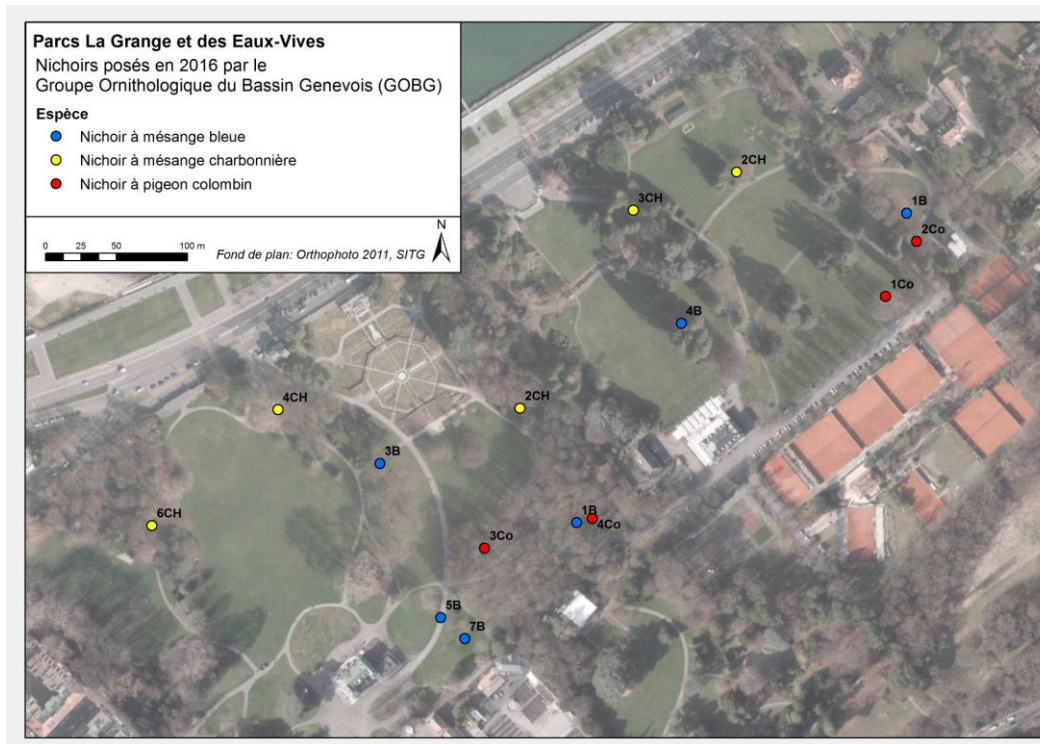 Parcs La Grange et des Eaux-Vives
Nichoirs posés en 2016 par le
Groupe Ornithologique du Bassin Genevois (GOBG)
Espèce
Nichoir à mésange bleue
Nichoir à mésange charbonnière
Nichoir à pigeon colombin
N
0 25 50 100 m
Fond de plan: Orthophoto 2011, SITG
2CH
3CH
1B
2Co
1Co
4B
4CH
2CH
3B
6CH
1B
4Co
3Co
5B
7B